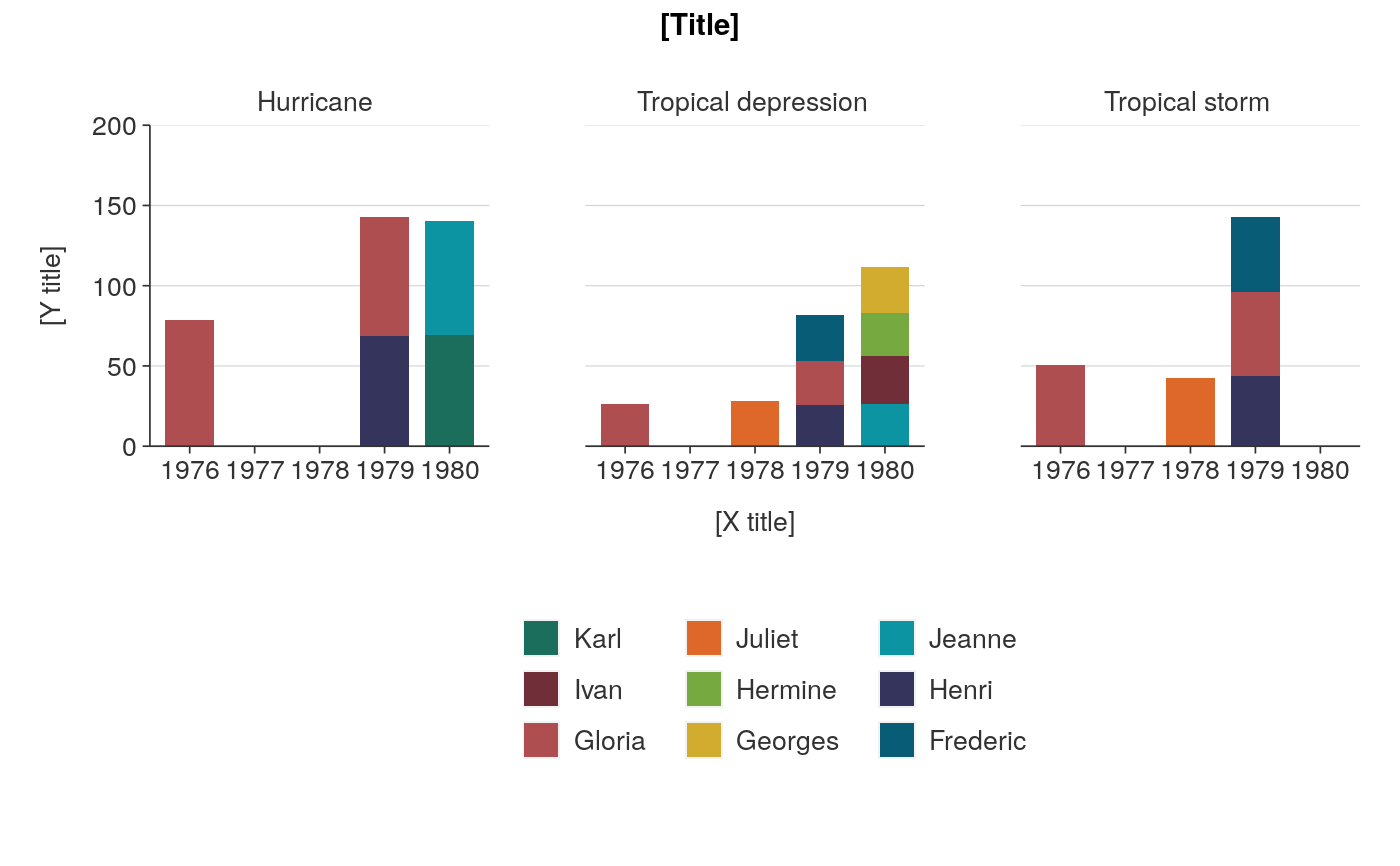 [Title]
Hurricane
Tropical depression
Tropical storm
200
150
100
50
0
[Y title]
1976 1977 1978 1979 1980
1976 1977 1978 1979 1980
1976 1977 1978 1979 1980
[X title]
Karl
Juliet
Jeanne
Ivan
Hermine
Henri
Gloria
Georges
Frederic